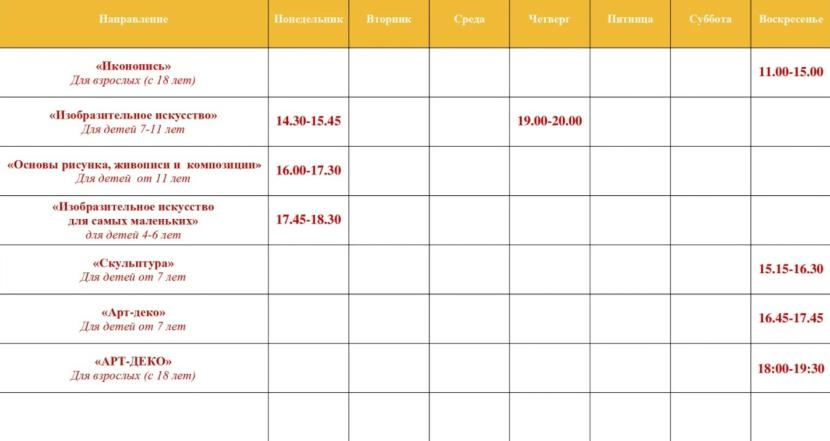 Направление Понедельник Вторник Среда Четверг Пятница Суббота Воскресенье
«Иконопись»
Для взрослых (с 18 лет)
11.00-15.00
«Изобразительное искусство»
Для детей 7-11 лет
14.30-15.45 19.00-20.00
«Основы рисунка, живописи и композиции»
Для детей от 11 лет
16.00-17.30
«Изобразительное искусство
для самых маленьких»
для детей 4-6 лет
17.45-18.30
«Скульптура»
Для детей от 7 лет
15.15-16.30
«Арт-деко»
Для детей от 7 лет
16.45-17.45
«АРТ-ДЕКО»
Для взрослых (с 18 лет)
18:00-19:30